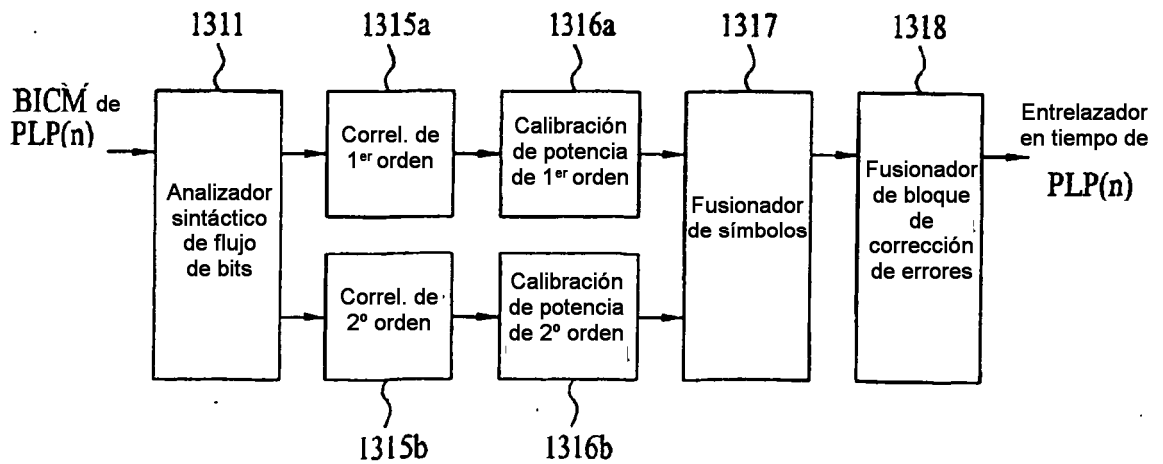 1311
1315a
1316a
1317
1318
BICM de
PLP(n)
Analizador
sintáctico
de flujo
de bits
Correl. de
1er orden
Calibración
de potencia
de 1er orden
Correl. de
2º orden
Calibración
de potencia
de 2º orden
Fusionador
de símbolos
Fusionador
de bloque
de
corrección
de errores
Entrelazador
en tiempo de
PLP(n)
1315b
1316b